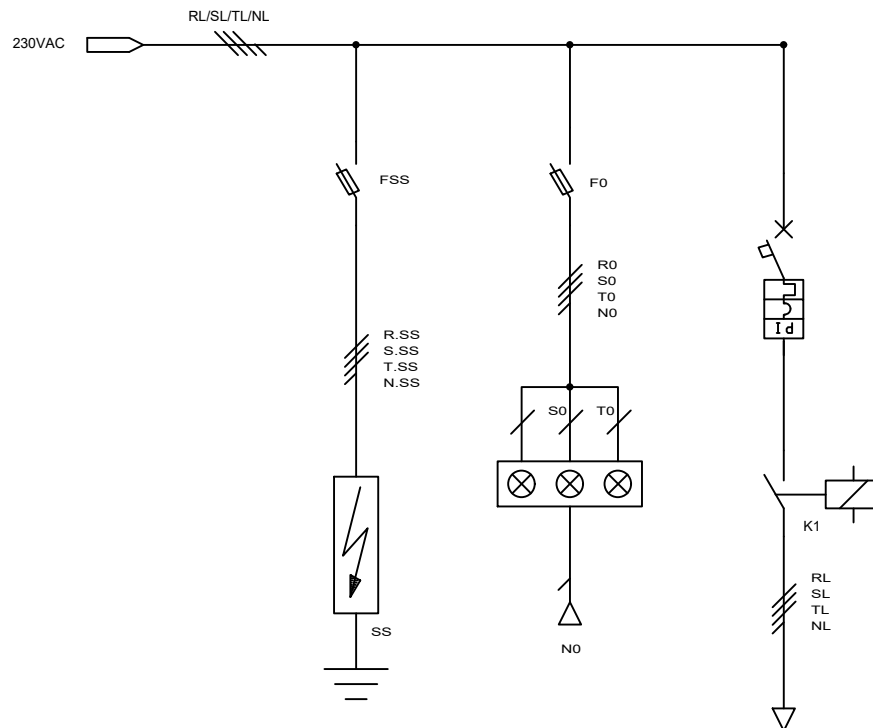 RL/SL/TL/NL
230VAC
FSS
F0
R0
S0
T0
N0
Id
R.SS
S.SS
T.SS
N.SS
S0
T0
K1
RL
SL
TL
NL
SS
N0